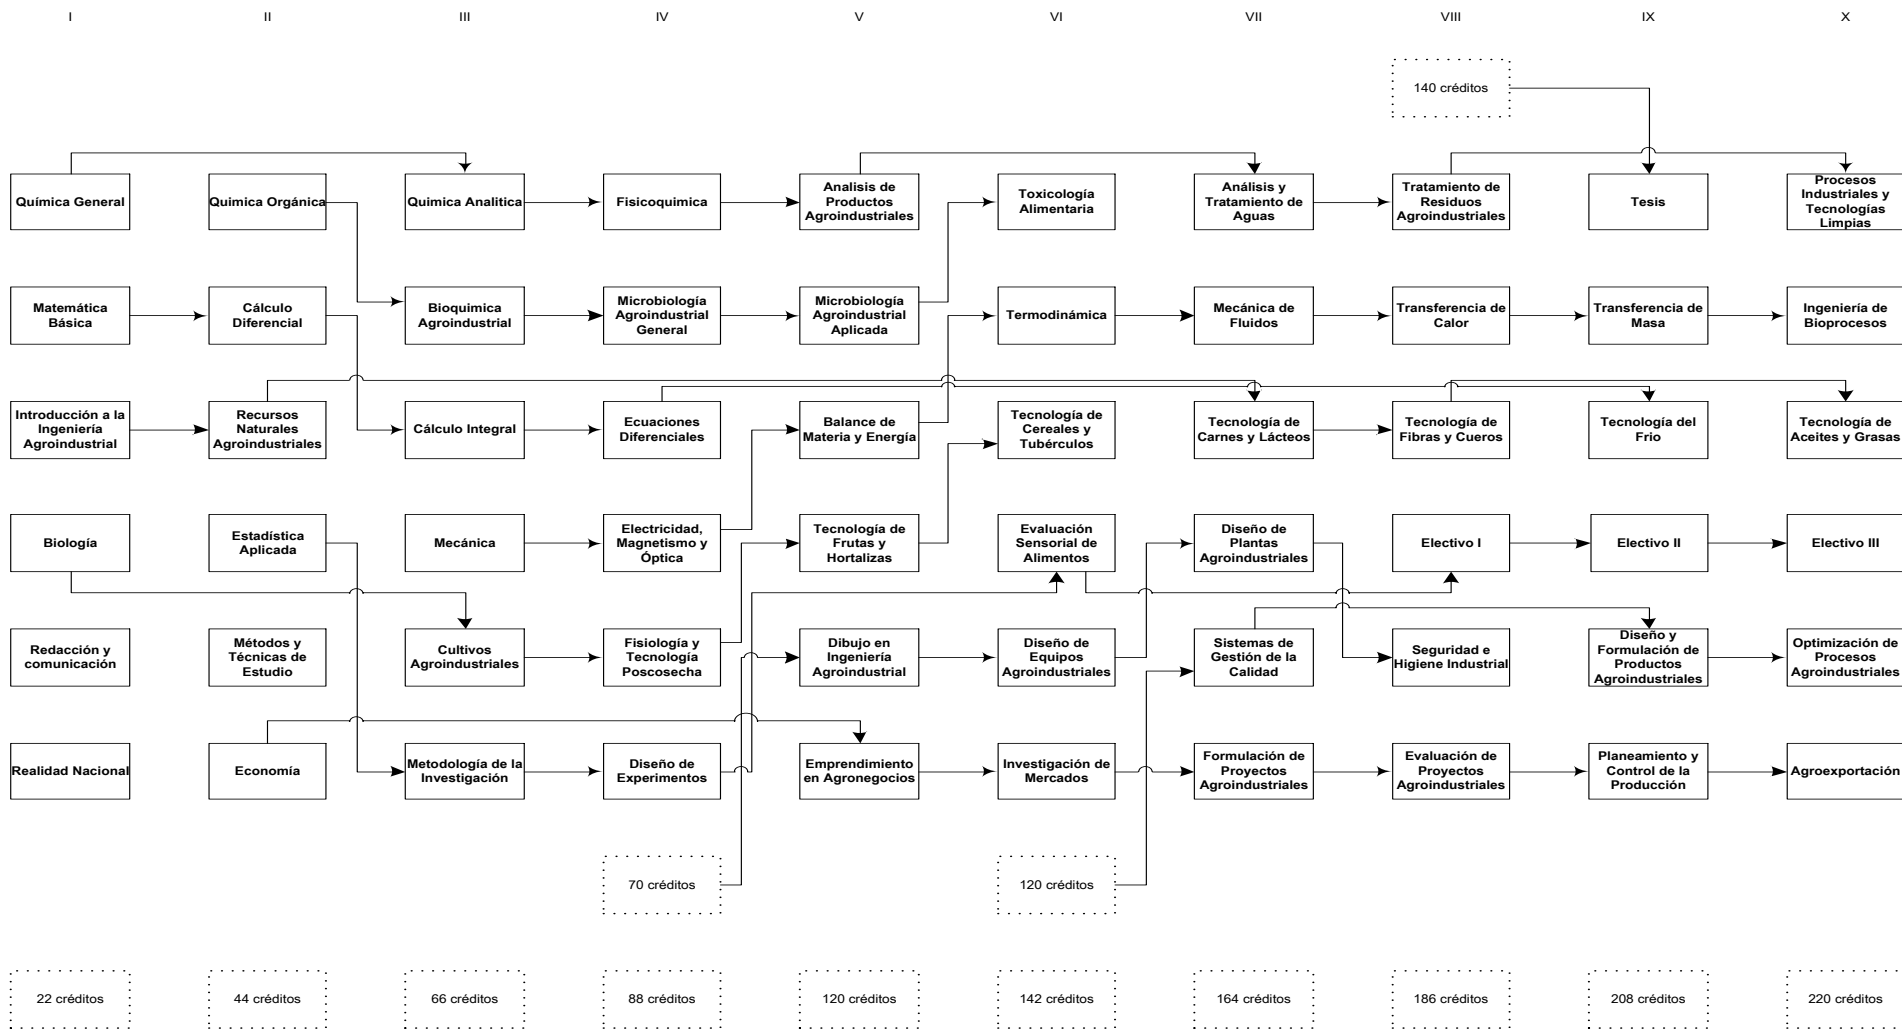 I II III IV V VI VII VIII IX X
140 créditos
Química General
Quimica Orgánica
Quimica Analitica
Fisicoquimica
Analisis de
Productos
Agroindustriales
Toxicología
Alimentaria
Análisis y
Tratamiento de
Aguas
Tratamiento de
Residuos
Agroindustriales
Tesis
Procesos
Industriales y
Tecnologías
Limpias
Matemática
Básica
Cálculo
Diferencial
Bioquimica
Agroindustrial
Microbiología
Agroindustrial
General
Microbiología
Agroindustrial
Aplicada
Termodinámica
Mecánica de
Fluidos
Transferencia de
Calor
Transferencia de
Masa
Ingeniería de
Bioprocesos
Introducción a la
Ingeniería
Agroindustrial
Recursos
Naturales
Agroindustriales
Cálculo Integral
Ecuaciones
Diferenciales
Balance de
Materia y Energía
Tecnología de
Cereales y
Tubérculos
Tecnología de
Carnes y Lácteos
Tecnología de
Fibras y Cueros
Tecnología del
Frio
Tecnología de
Aceites y Grasas
Biología
Estadística
Aplicada
Mecánica
Electricidad,
Magnetismo y
Óptica
Tecnología de
Frutas y
Hortalizas
Evaluación
Sensorial de
Alimentos
Diseño de
Plantas
Agroindustriales
Electivo I
Electivo II
Electivo III
Redacción y
comunicación
Métodos y
Técnicas de
Estudio
Cultivos
Agroindustriales
Fisiología y
Tecnología
Poscosecha
Dibujo en
Ingeniería
Agroindustrial
Diseño de
Equipos
Agroindustriales
Sistemas de
Gestión de la
Calidad
Seguridad e
Higiene Industrial
Diseño y
Formulación de
Productos
Agroindustriales
Optimización de
Procesos
Agroindustriales
Realidad Nacional
Economía
Metodología de la
Investigación
Diseño de
Experimentos
Emprendimiento
en Agronegocios
Investigación de
Mercados
Formulación de
Proyectos
Agroindustriales
Evaluación de
Proyectos
Agroindustriales
Planeamiento y
Control de la
Producción
Agroexportación
70 créditos
120 créditos
22 créditos
44 créditos
66 créditos
88 créditos
120 créditos
142 créditos
164 créditos
186 créditos
208 créditos
220 créditos